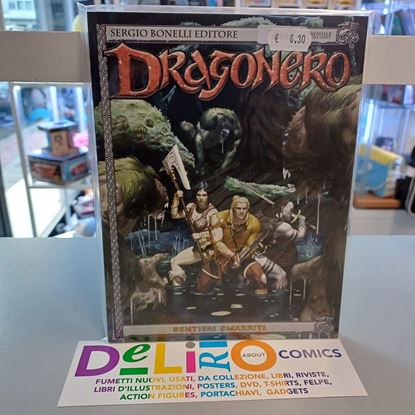 SERGIO BONELLI EDITORE
€ 6,30
DRAGONERO
SENTIERI SMARRITI
DeLiRiO ABOUT COMICS
FUMETTI NUOVI, USATI, DA COLLEZIONE, LIBRI, RIVISTE,
LIBRI D'ILLUSTRAZIONI, POSTERS, DVD, T-SHIRTS, FELPE,
ACTION FIGURES, PORTACHIAVI, GADGETS